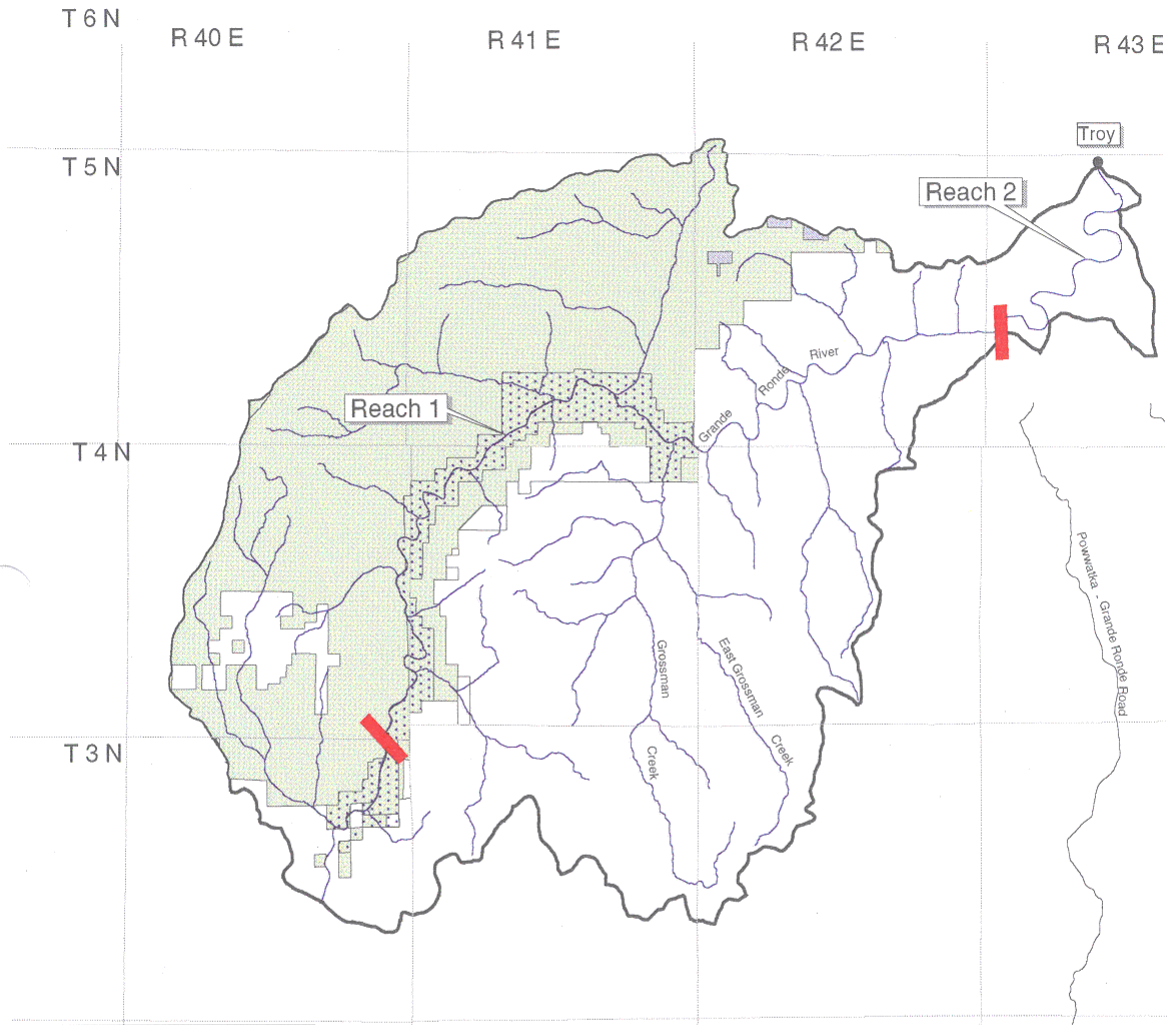 T 6 N
R 40 E
R 41 E
R 42 E
R 43 E
Troy
T 5 N
Reach 2
River
Ronde
Reach 1
Grande
T 4 N
Powwatka - Grande Ronde Road
Grossman
East Grossman
Creek
Creek
T 3 N